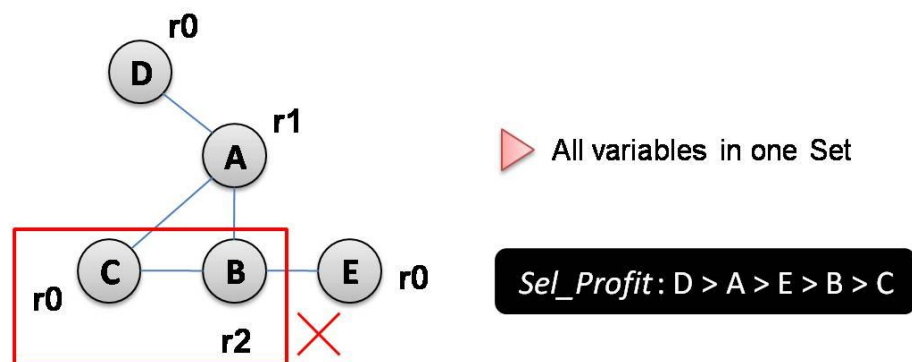 r0
D
r1
A
All variables in one Set
C
B
E
r0
r0
r2
Sel_Profit: D > A > E > B > C